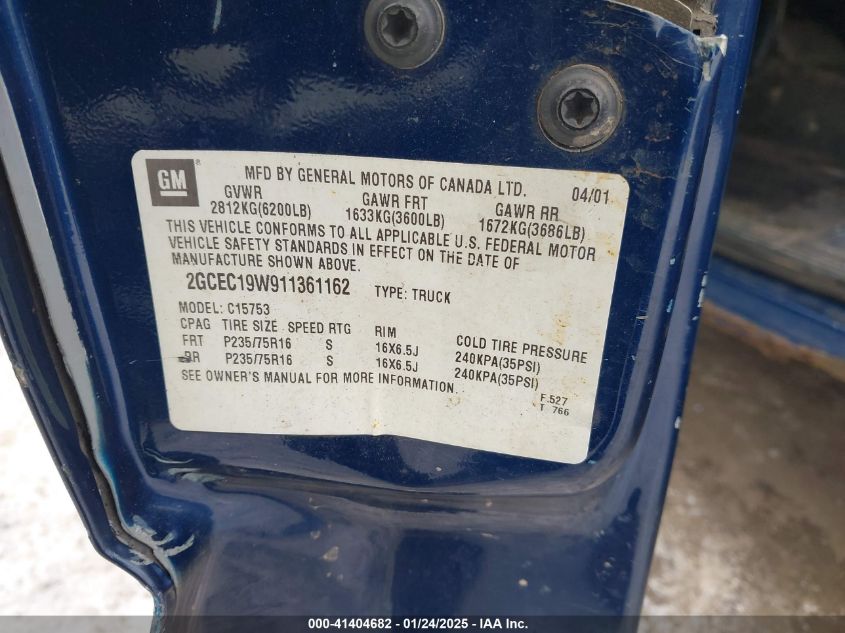 GM ®
MFD BY GENERAL MOTORS OF CANADA LTD. 04/01
GVWR GAWR FRT GAWR RR
2812KG(6200LB) 1633KG(3600LB) 1672KG(3686LB)
THIS VEHICLE CONFORMS TO ALL APPLICABLE U.S. FEDERAL MOTOR
VEHICLE SAFETY STANDARDS IN EFFECT ON THE DATE OF
MANUFACTURE SHOWN ABOVE.
2GCEC19W911361162 TYPE: TRUCK
MODEL: C15753
CPAG TIRE SIZE SPEED RTG RIM COLD TIRE PRESSURE
FRT P235/75R16 S 16X6.5J 240KPA(35PSI)
RR P235/75R16 S 16X6.5J 240KPA(35PSI)
SEE OWNER'S MANUAL FOR MORE INFORMATION.
F.527
T 766
000-41404682 - 01/24/2025 - IAA Inc.